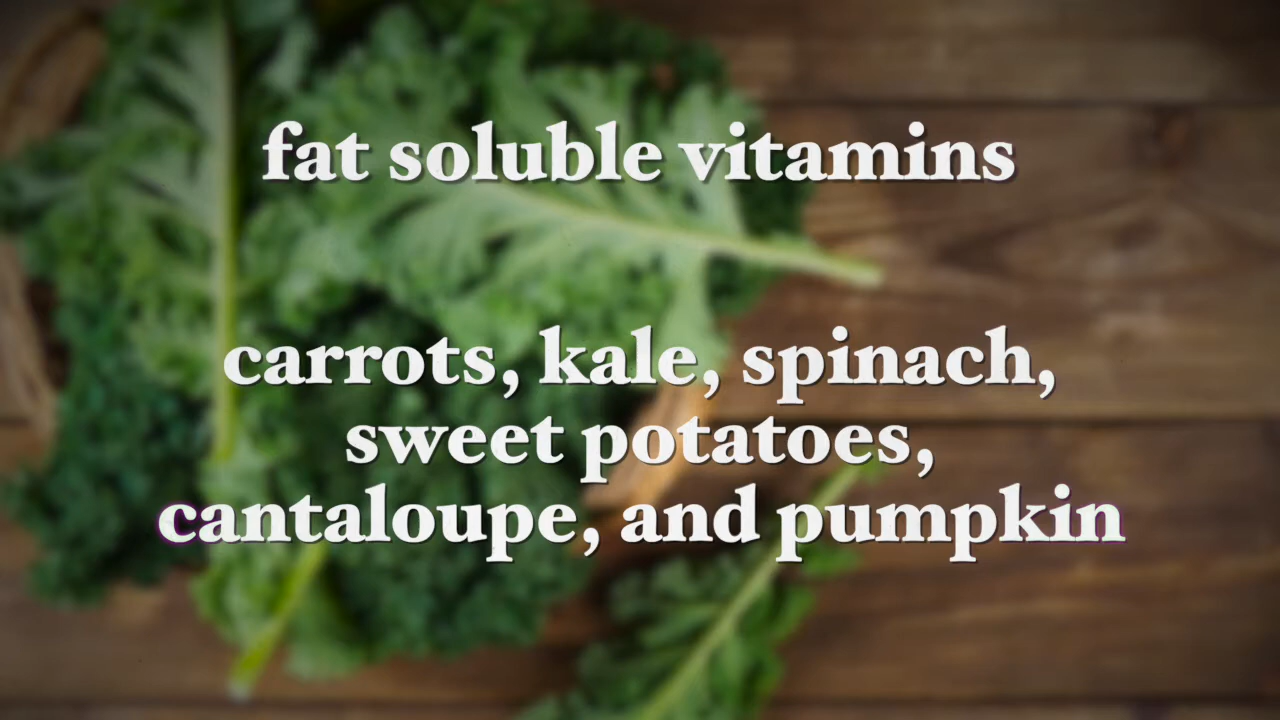 fat soluble vitamins
carrots, kale, spinach,
sweet potatoes,
cantaloupe, and pumpkin